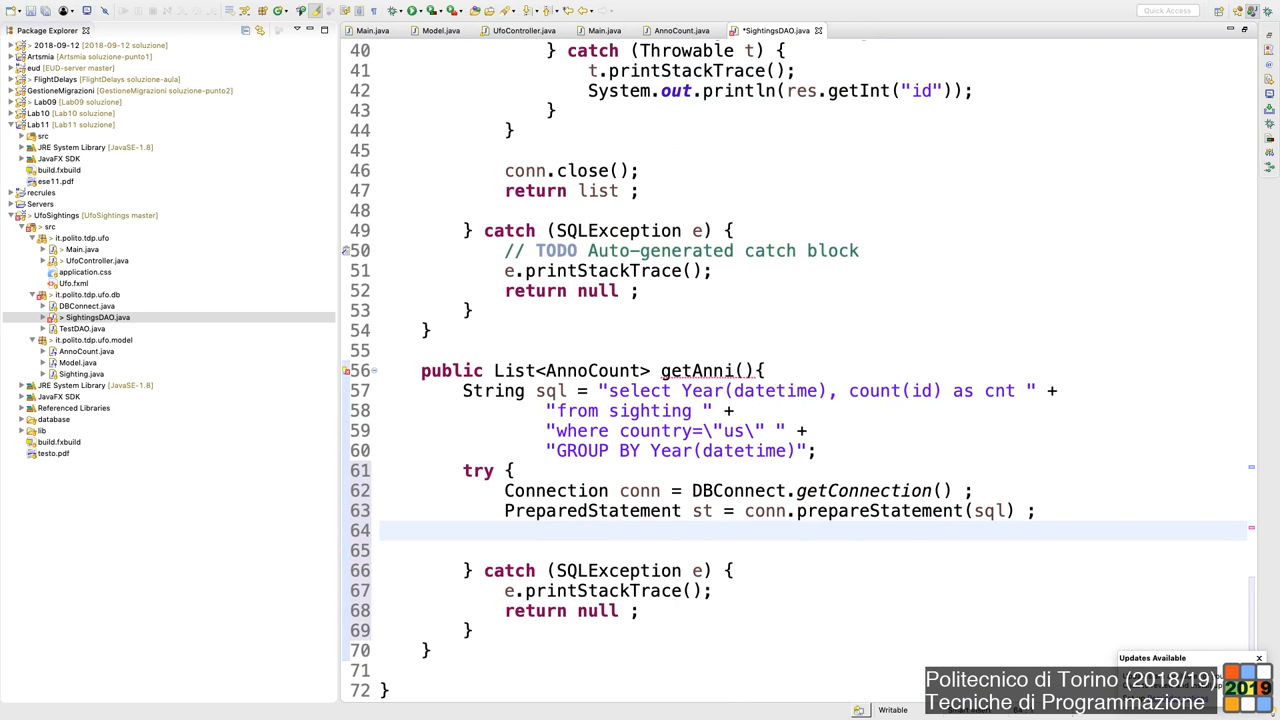 Quick Access
Package Explorer
> 2018-09-12 [2018-09-12 soluzione]
Artsmia [Artsmia soluzione-punto1]
eud [EUD-server master]
> FlightDelays [FlightDelays soluzione-aula]
GestioneMigrazioni [GestioneMigrazioni soluzione-punto2]
> Lab09 [Lab09 soluzione]
Lab10 [Lab10 soluzione]
Lab11 [Lab11 soluzione]
src
JRE System Library [JavaSE-1.8]
JavaFX SDK
build.fxbuild
ese11.pdf
recrules
Servers
UfoSightings [UfoSightings master]
> src
it.polito.tdp.ufo
Main.java
UfoController.java
application.css
Ufo.fxml
> it.polito.tdp.ufo.db
DBConnect.java
> SightingsDAO.java
TestDAO.java
it.polito.tdp.ufo.model
AnnoCount.java
Model.java
Sighting.java
JRE System Library [JavaSE-1.8]
JavaFX SDK
Referenced Libraries
database
lib
build.fxbuild
testo.pdf
Main.java
Model.java
UfoController.java
Main.java
AnnoCount.java
*SightingsDAO.java
40 } catch (Throwable t) {
41 t.printStackTrace();
42 System.out.println(res.getInt("id"));
43 }
44 }
45
46 conn.close();
47 return list ;
48
49 } catch (SQLException e) {
50 // TODO Auto-generated catch block
51 e.printStackTrace();
52 return null ;
53 }
54 }
55
56 public List<AnnoCount> getAnni(){
57 String sql = "select Year(datetime), count(id) as cnt " +
58 "from sighting " +
59 "where country=\"us\" " +
60 "GROUP BY Year(datetime)";
61 try {
62 Connection conn = DBConnect.getConnection() ;
63 PreparedStatement st = conn.prepareStatement(sql) ;
64
65
66 } catch (SQLException e) {
67 e.printStackTrace();
68 return null ;
69 }
70 }
71
72 }
Updates Available
Politecnico di Torino (2018/19)
Tecniche di Programmazione
2019
Writable